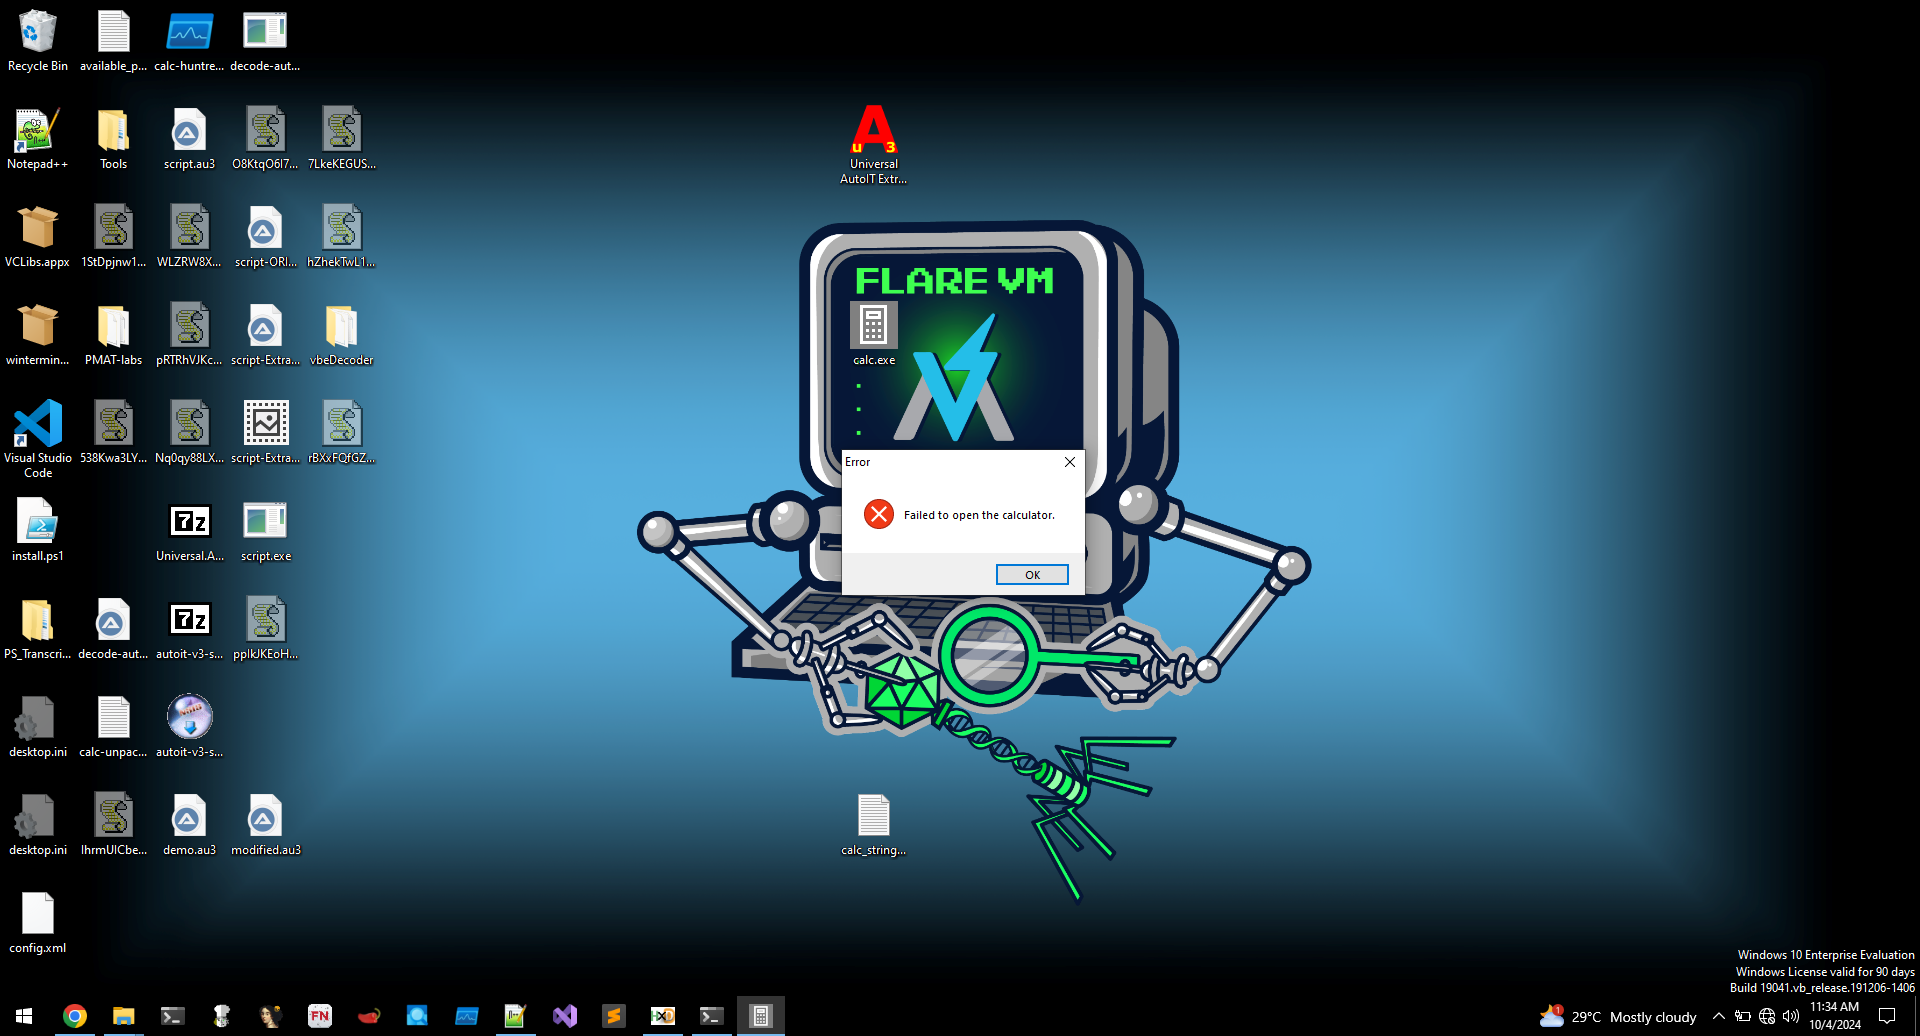 Recycle Bin
available_p...
calc-huntre...
decode-aut...
Notepad++
Tools
script.au3
O8KtqO6I7...
7LkeKEGUS...
Universal
AutoIT Extr...
VCLibs.appx
1StDpjnw1...
WLZRW8X...
script-ORI...
hZhekTwL1...
FLARE VM
wintermin...
PMAT-labs
pRTRhVJKc...
script-Extra...
vbeDecoder
calc.exe
Visual Studio
Code
538Kwa3LY...
Nq0qy88LX...
script-Extra...
rBXxFQfGZ...
Error
Failed to open the calculator.
OK
install.ps1
Universal.A...
script.exe
PS_Transcri...
decode-aut...
autoit-v3-s...
ppIkJKEoH...
desktop.ini
calc-unpac...
autoit-v3-s...
desktop.ini
IhrmUICbe...
demo.au3
modified.au3
calc_string...
config.xml
Windows 10 Enterprise Evaluation
Windows License valid for 90 days
Build 19041.vb_release.191206-1406
29°C Mostly cloudy
11:34 AM
10/4/2024